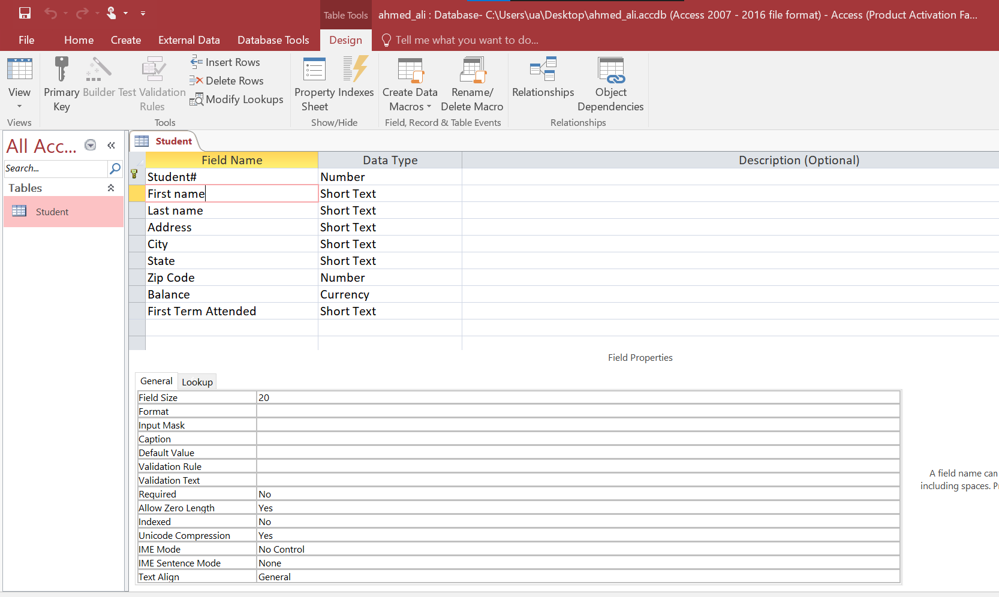 Table Tools
ahmed_ali : Database- C:\Users\ua\Desktop\ahmed_ali.accdb (Access 2007 - 2016 file format) - Access (Product Activation Fa...
File Home Create External Data Database Tools Design Tell me what you want to do...
View
Primary Key
Builder
Test Validation Rules
Insert Rows
Delete Rows
Modify Lookups
Property Sheet
Indexes
Create Data Macros
Rename/ Delete Macro
Relationships
Object Dependencies
Views Tools Show/Hide Field, Record & Table Events Relationships
All Acc...
Search...
Tables
Student
Student
Field Name Data Type Description (Optional)
Student# Number
First name Short Text
Last name Short Text
Address Short Text
City Short Text
State Short Text
Zip Code Number
Balance Currency
First Term Attended Short Text
Field Properties
General Lookup
Field Size 20
Format
Input Mask
Caption
Default Value
Validation Rule
Validation Text
Required No
Allow Zero Length Yes
Indexed No
Unicode Compression Yes
IME Mode No Control
IME Sentence Mode None
Text Align General
A field name can
including spaces. Pr